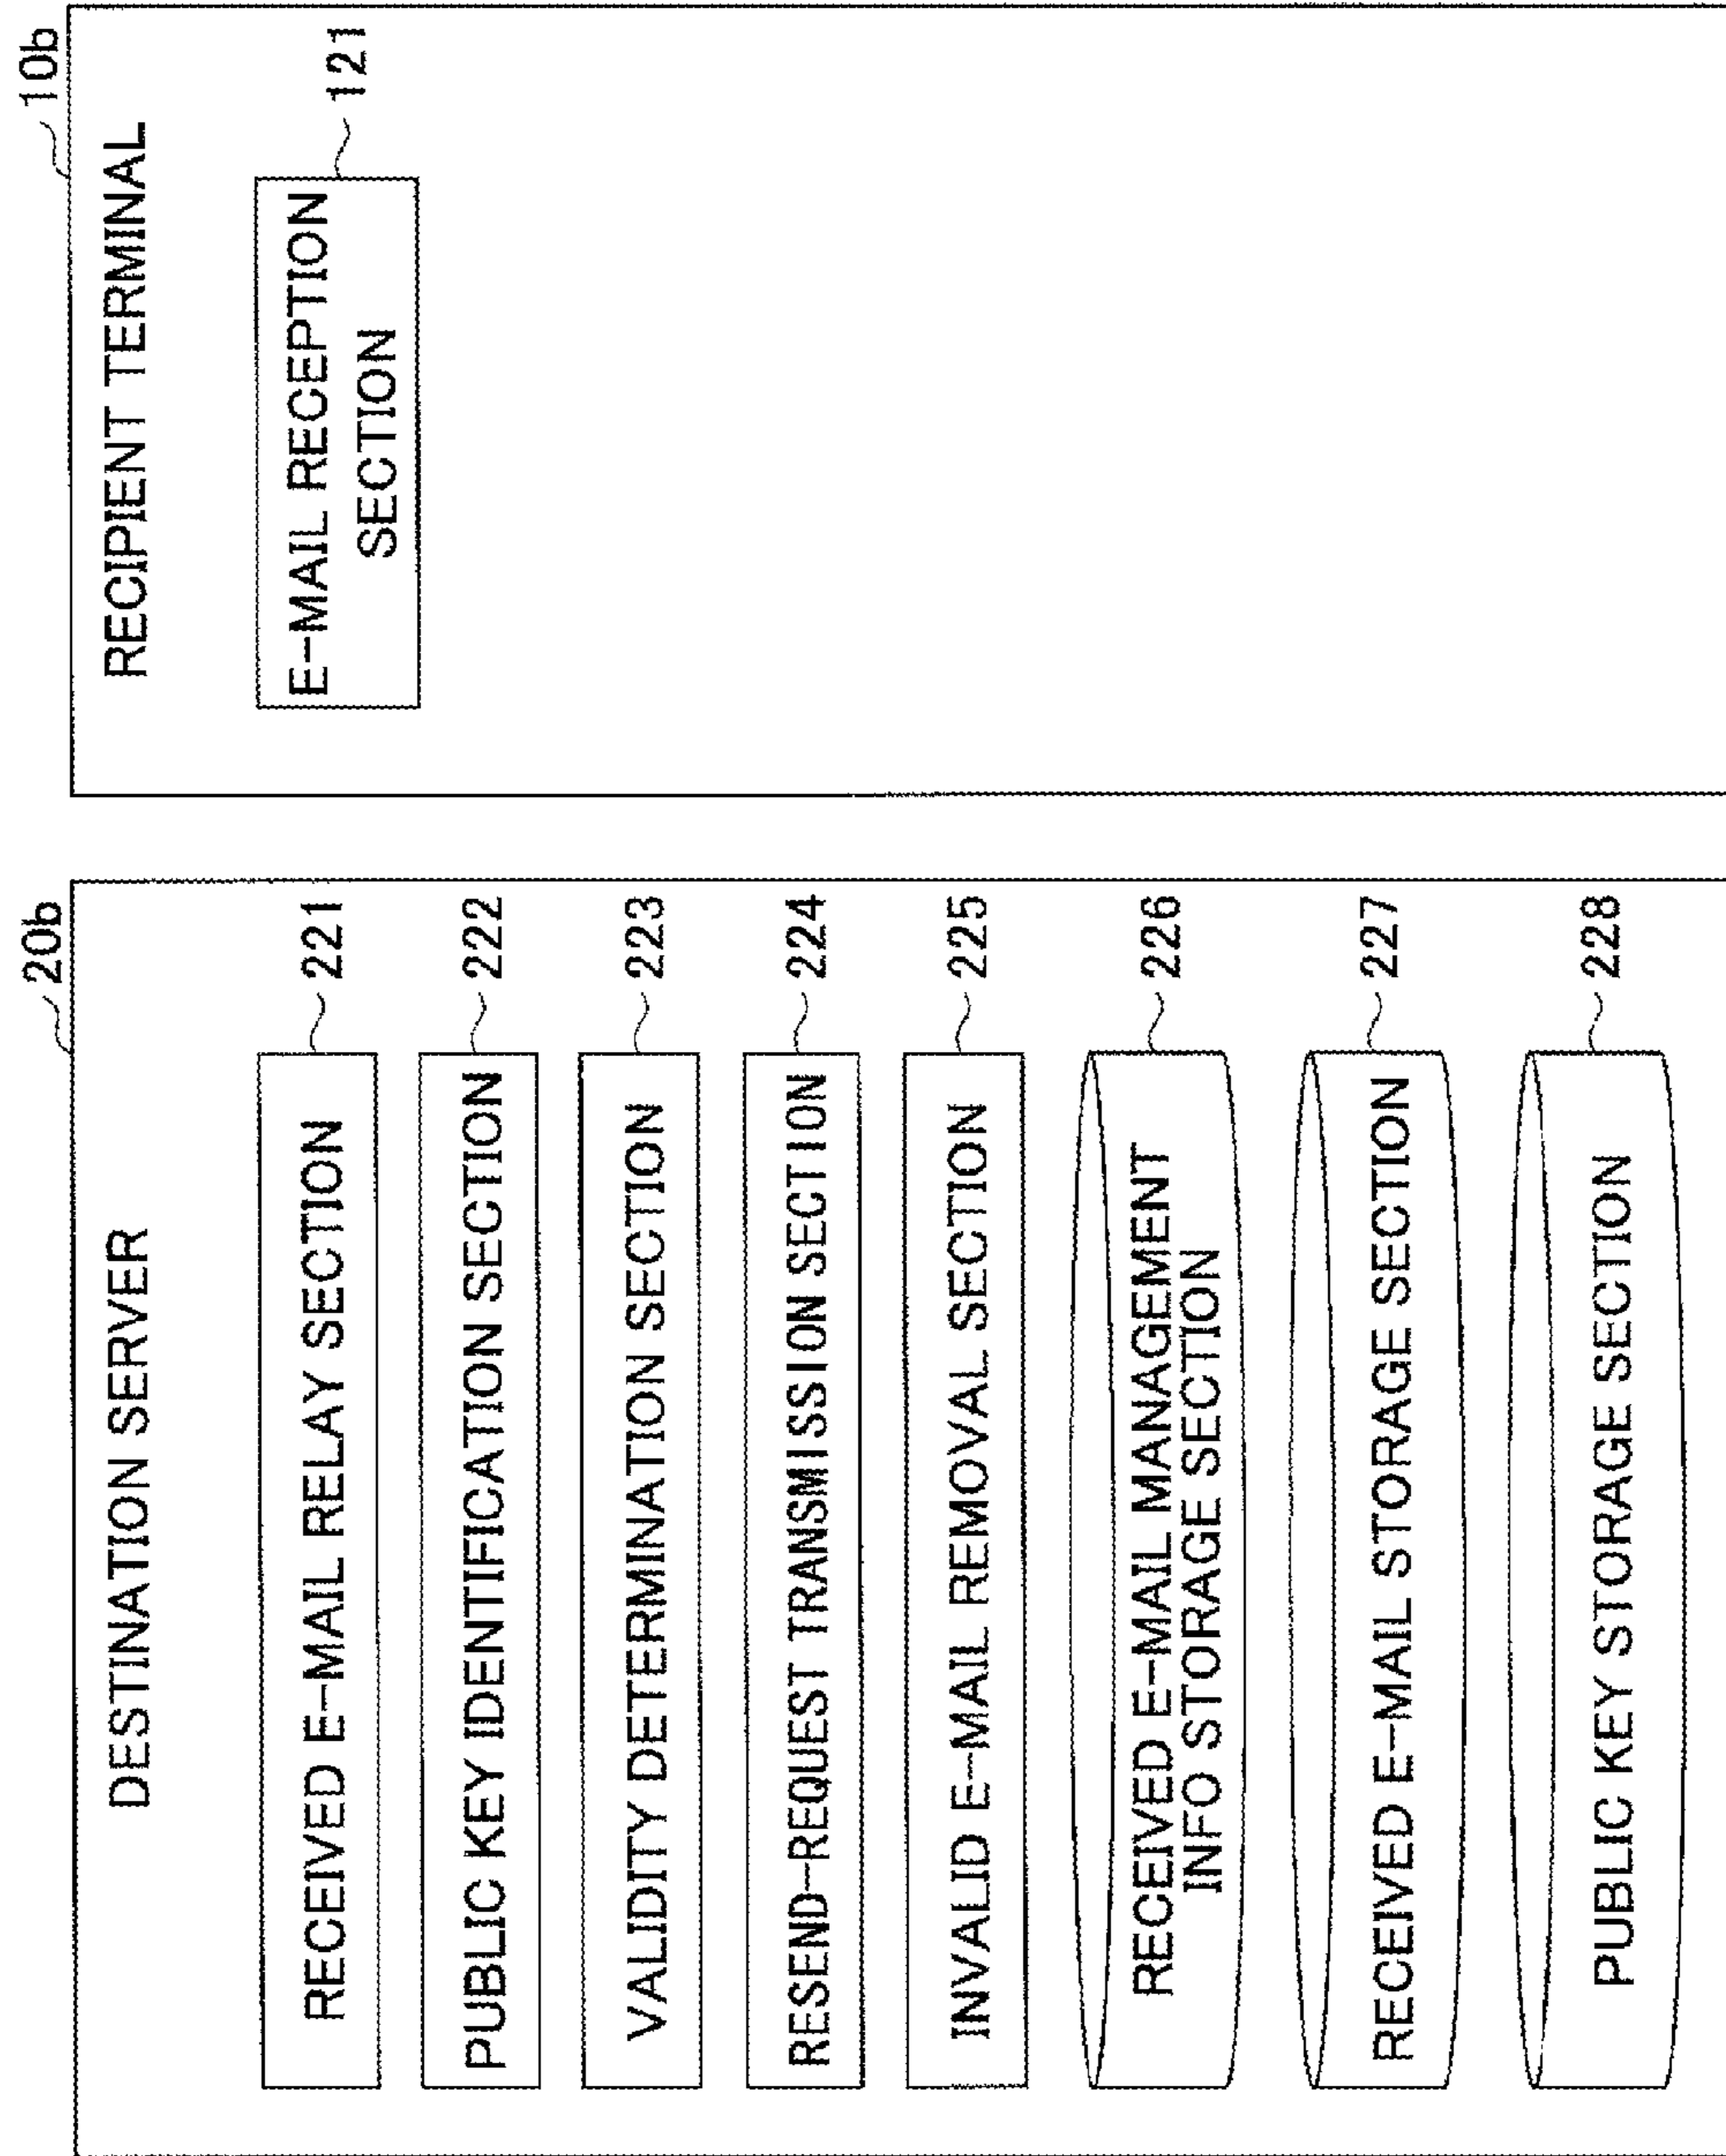 20b
DESTINATION SERVER
RECEIVED E-MAIL RELAY SECTION
221
PUBLIC KEY IDENTIFICATION SECTION
222
VALIDITY DETERMINATION SECTION
223
RESEND-REQUEST TRANSMISSION SECTION
224
INVALID E-MAIL REMOVAL SECTION
225
RECEIVED E-MAIL MANAGEMENT
INFO STORAGE SECTION
226
RECEIVED E-MAIL STORAGE SECTION
227
PUBLIC KEY STORAGE SECTION
228
10b
RECIPIENT TERMINAL
E-MAIL RECEPTION
SECTION
121